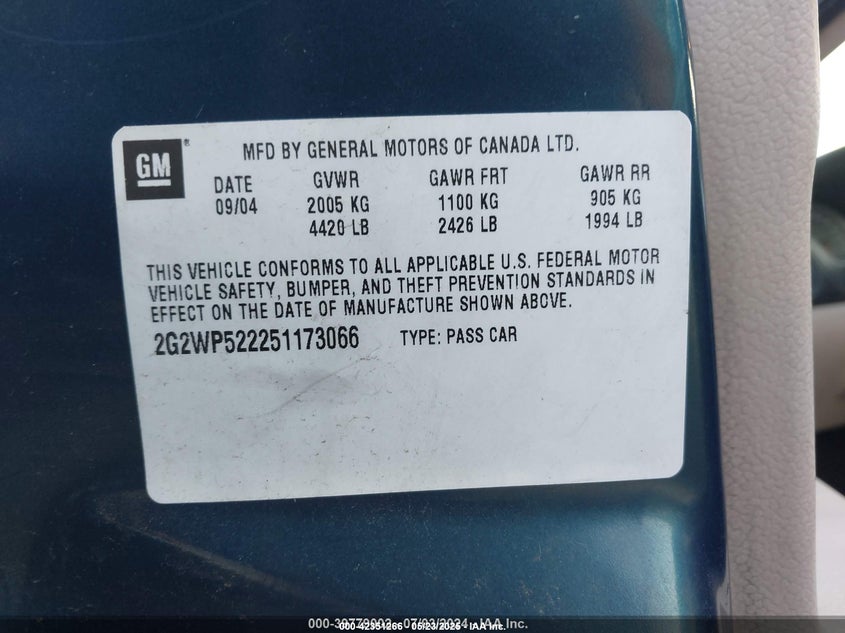 GM
MFD BY GENERAL MOTORS OF CANADA LTD.
DATE GVWR GAWR FRT GAWR RR
09/04 2005 KG 1100 KG 905 KG
4420 LB 2426 LB 1994 LB
THIS VEHICLE CONFORMS TO ALL APPLICABLE U.S. FEDERAL MOTOR
VEHICLE SAFETY, BUMPER, AND THEFT PREVENTION STANDARDS IN
EFFECT ON THE DATE OF MANUFACTURE SHOWN ABOVE.
2G2WP522251173066 TYPE: PASS CAR
IAA Inc.